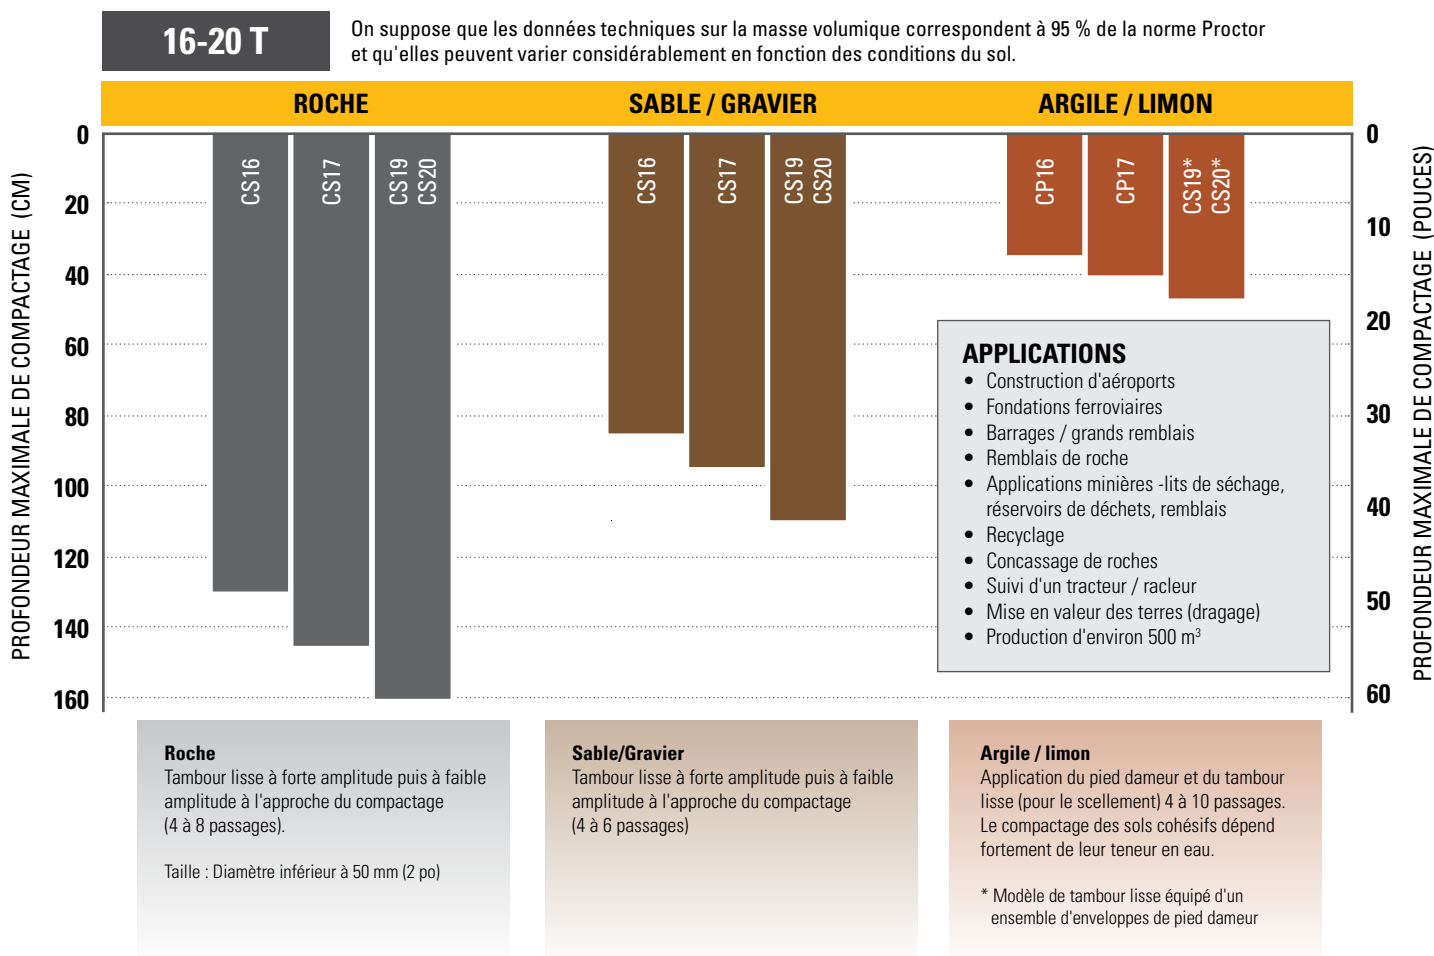 16-20 T
On suppose que les données techniques sur la masse volumique correspondent à 95 % de la norme Proctor
et qu'elles peuvent varier considérablement en fonction des conditions du sol.
ROCHE
SABLE / GRAVIER
ARGILE / LIMON
PROFONDEUR MAXIMALE DE COMPACTAGE (CM)
0
20
40
60
80
100
120
140
160
CS16
CS17
CS19
CS20
CS16
CS17
CS19
CS20
CP16
CP17
CS19*
CS20*
0
10
20
30
40
50
60
PROFONDEUR MAXIMALE DE COMPACTAGE (POUCES)
APPLICATIONS
• Construction d'aéroports
• Fondations ferroviaires
• Barrages / grands remblais
• Remblais de roche
• Applications minières -lits de séchage,
réservoirs de déchets, remblais
• Recyclage
• Concassage de roches
• Suivi d'un tracteur / racleur
• Mise en valeur des terres (dragage)
• Production d'environ 500 m³
Roche
Tambour lisse à forte amplitude puis à faible
amplitude à l'approche du compactage
(4 à 8 passages).
Taille : Diamètre inférieur à 50 mm (2 po)
Sable/Gravier
Tambour lisse à forte amplitude puis à faible
amplitude à l'approche du compactage
(4 à 6 passages)
Argile / limon
Application du pied dameur et du tambour
lisse (pour le scellement) 4 à 10 passages.
Le compactage des sols cohésifs dépend
fortement de leur teneur en eau.
* Modèle de tambour lisse équipé d'un
ensemble d'enveloppes de pied dameur